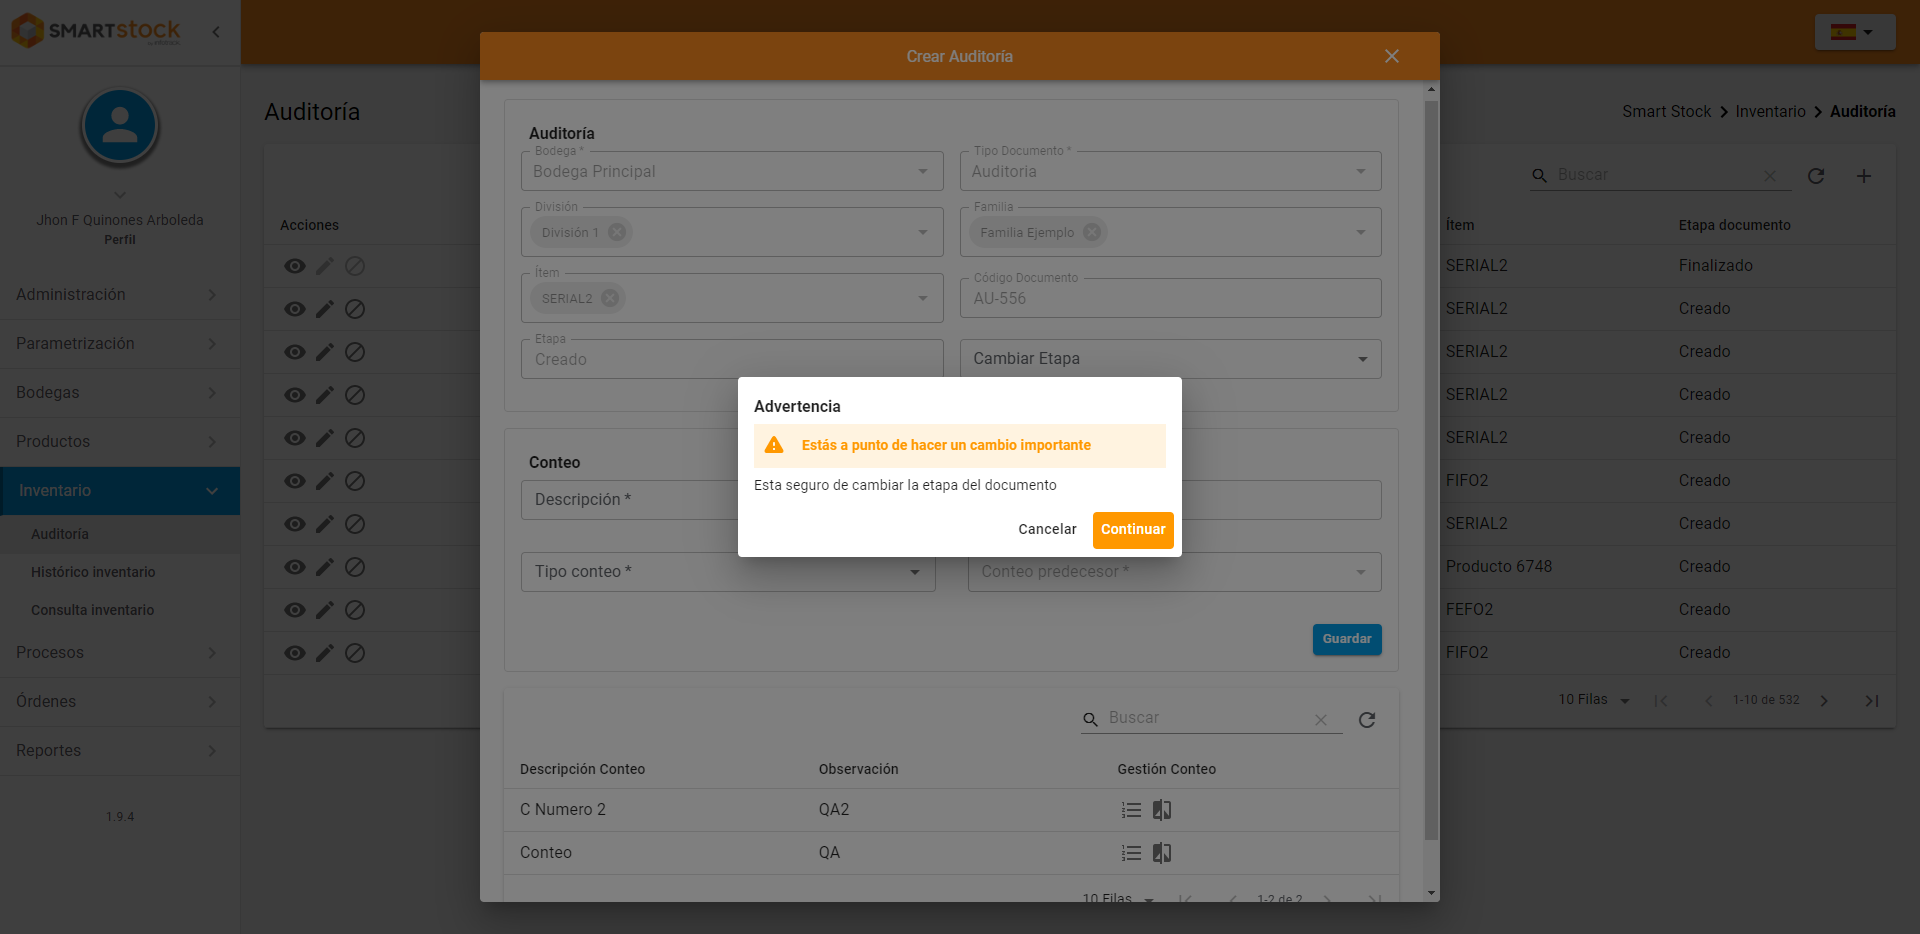 SMARTstock
Crear Auditoría
Jhon F Quinones Arboleda
Perfil
Administración
Parametrización
Bodegas
Productos
Inventario
Auditoría
Histórico inventario
Consulta inventario
Procesos
Órdenes
Reportes
1.9.4
Auditoría
Smart Stock Inventario Auditoría
Buscar
Acciones
Ítem Etapa documento
SERIAL2 Finalizado
SERIAL2 Creado
SERIAL2 Creado
SERIAL2 Creado
SERIAL2 Creado
FIFO2 Creado
SERIAL2 Creado
Producto 6748 Creado
FEFO2 Creado
FIFO2 Creado
10 Filas 1-10 de 532
Auditoría
Bodega * Tipo Documento *
Bodega Principal Auditoria
División Familia
División 1 Familia Ejemplo
Ítem Código Documento
SERIAL2 AU-556
Etapa
Creado Cambiar Etapa
Advertencia
Estás a punto de hacer un cambio importante
Esta seguro de cambiar la etapa del documento
Cancelar Continuar
Conteo
Descripción *
Tipo conteo * Conteo predecesor *
Guardar
Buscar
Descripción Conteo Observación Gestión Conteo
C Numero 2 QA2
Conteo QA
10 Filas 1-2 de 2